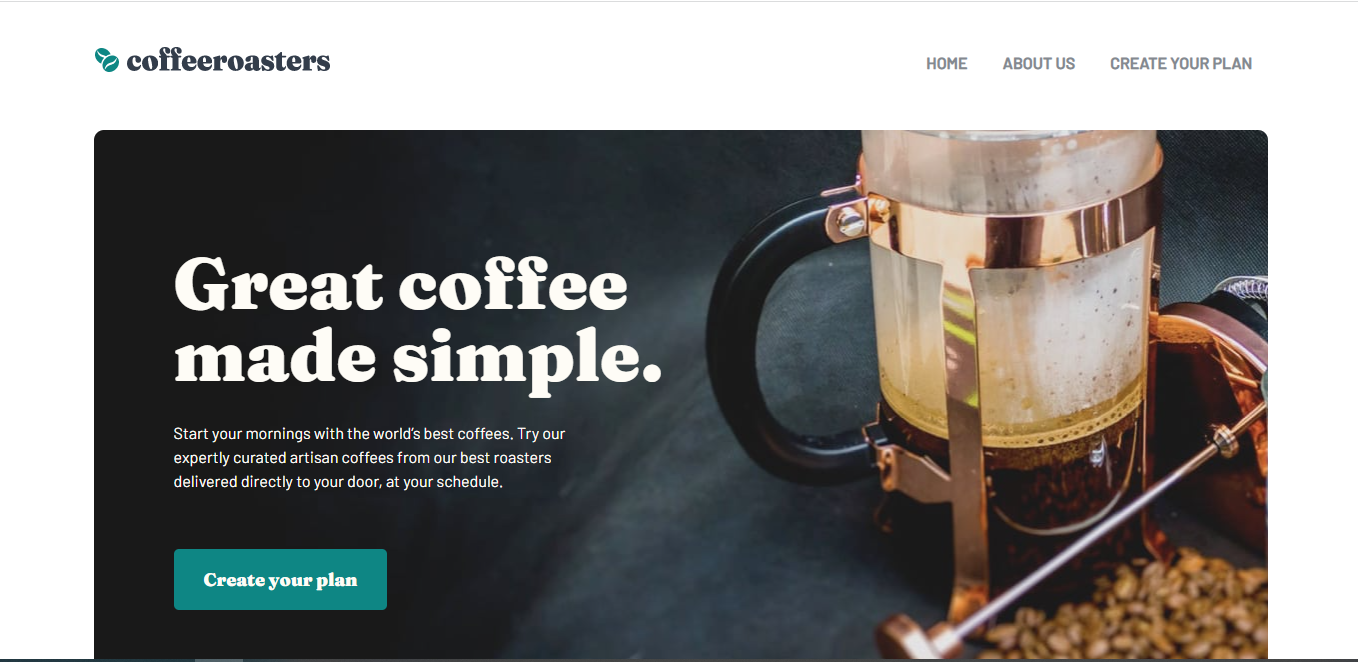 coffeeroasters
HOME ABOUT US CREATE YOUR PLAN
Great coffee
made simple.
Start your mornings with the world’s best coffees. Try our
expertly curated artisan coffees from our best roasters
delivered directly to your door, at your schedule.
Create your plan